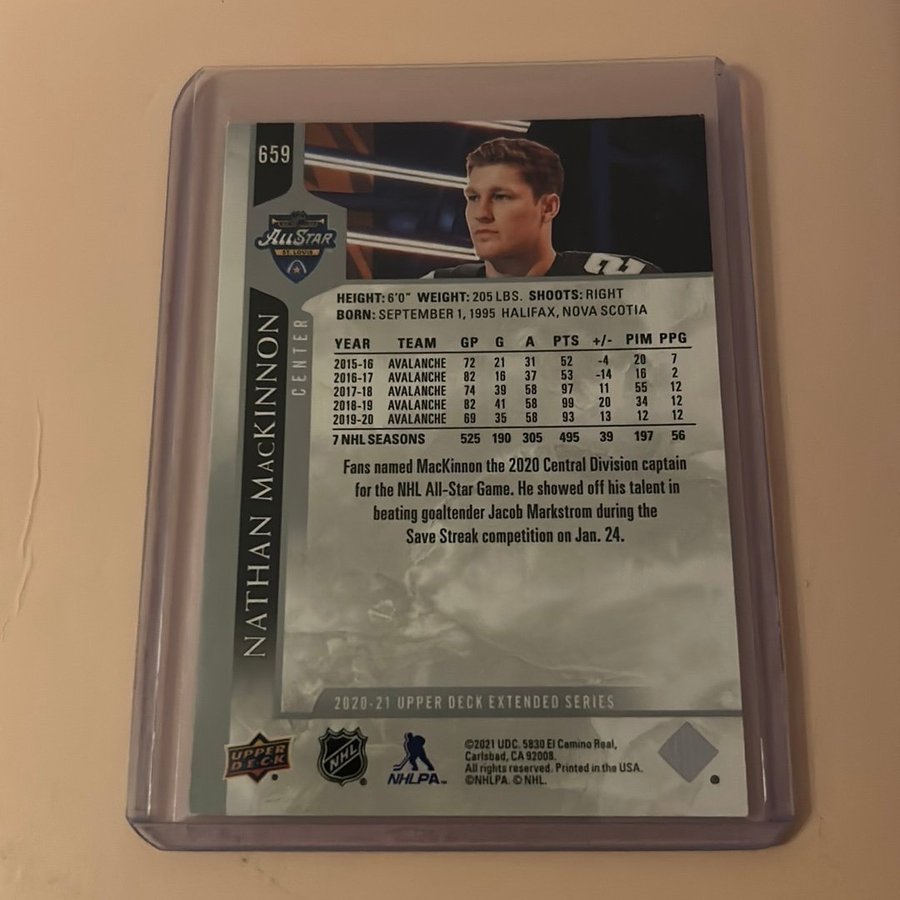 659
ALL STAR
ST. LOUIS
NATHAN MACKINNON
CENTER
HEIGHT: 6'0" WEIGHT: 205 LBS. SHOOTS: RIGHT
BORN: SEPTEMBER 1, 1995 HALIFAX, NOVA SCOTIA
YEAR TEAM GP G A PTS +/- PIM PPG
2015-16 AVALANCHE 72 21 31 52 -4 20 7
2016-17 AVALANCHE 82 16 37 53 -14 16 2
2017-18 AVALANCHE 74 39 58 97 11 55 12
2018-19 AVALANCHE 82 41 58 99 20 34 12
2019-20 AVALANCHE 69 35 58 93 13 12 12
7 NHL SEASONS 525 190 305 495 39 197 56
Fans named MacKinnon the 2020 Central Division captain
for the NHL All-Star Game. He showed off his talent in
beating goaltender Jacob Markstrom during the
Save Streak competition on Jan. 24.
2020-21 UPPER DECK EXTENDED SERIES
UPPER
DECK
NHL
NHLPA
©2021 UDC. 5830 El Camino Real,
Carlsbad, CA 92008.
All rights reserved. Printed in the USA.
©NHLPA. © NHL.